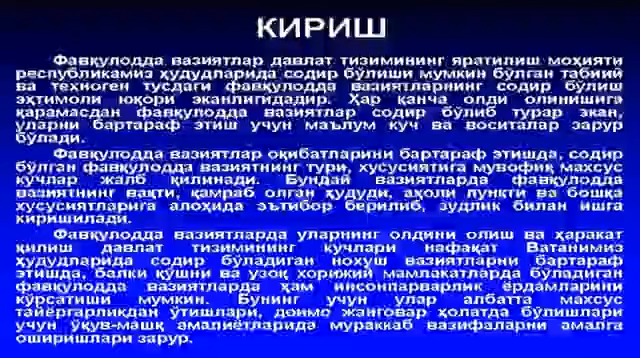 КИРИШ
Фавқулодда вазиятлар давлат тизимининг яратилиш моҳияти
республикамиз ҳудудларида содир бўлиши мумкин бўлган табиий
ва техноген тусдаги фавқулодда вазиятларнинг содир бўлиш
эҳтимоли юқори эканлигидадир. Ҳар қанча олди олинишига
қарамасдан фавқулодда вазиятлар содир бўлиб турар экан,
уларни бартараф этиш учун маълум куч ва воситалар зарур
бўлади.
Фавқулодда вазиятлар оқибатларини бартараф этишда, содир
бўлган фавқулодда вазиятнинг тури, хусусиятига мувофиқ махсус
кучлар жалб қилинади. Бундай вазиятларда фавқулодда
вазиятнинг вақти, қамраб олган ҳудуди, аҳоли пункти ва бошқа
хусусиятларига алоҳида эътибор берилиб, зудлик билан ишга
киришилади.
Фавқулодда вазиятларда уларнинг олдини олиш ва ҳаракат
қилиш давлат тизимининг кучлари нафақат Ватанимиз
ҳудудларида содир бўладиган нохуш вазиятларни бартараф
этишда, балки қўшни ва узоқ хорижий мамлакатларда бўладиган
фавқулодда вазиятларда ҳам инсонпарварлик ёрдамларини
кўрсатиши мумкин. Бунинг учун улар албатта махсус
тайёргарликдан ўтишлари, доимо жанговар ҳолатда бўлишлари
учун ўқув-машқ амалиётларида мураккаб вазифаларни амалга
оширишлари зарур.